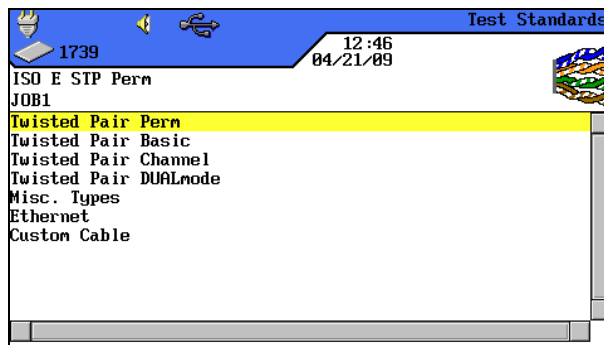 Test Standards
1739
12:46
04/21/09
ISO E STP Perm
JOB1
Twisted Pair Perm
Twisted Pair Basic
Twisted Pair Channel
Twisted Pair DUALmode
Misc. Types
Ethernet
Custom Cable